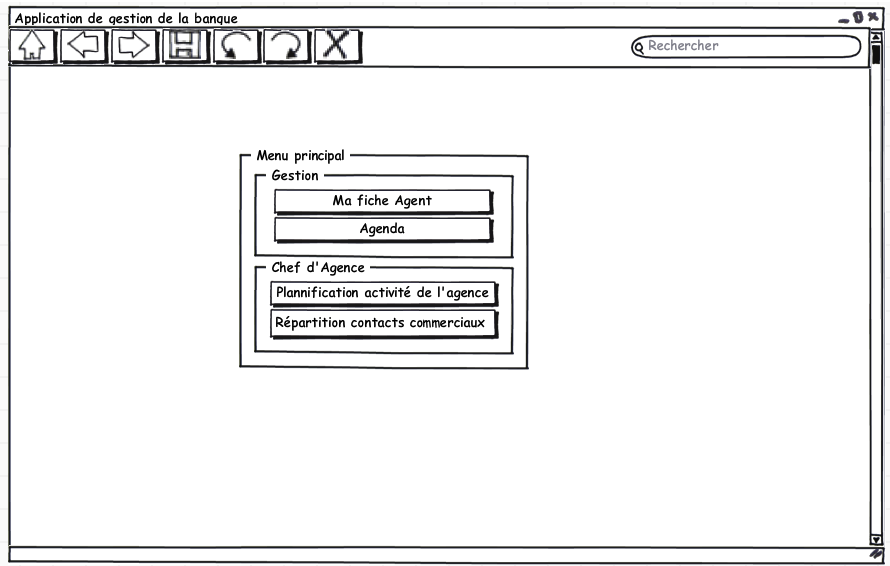 Application de gestion de la banque
Rechercher
Menu principal
Gestion
Ma fiche Agent
Agenda
Chef d'Agence
Plannification activité de l'agence
Répartition contacts commerciaux